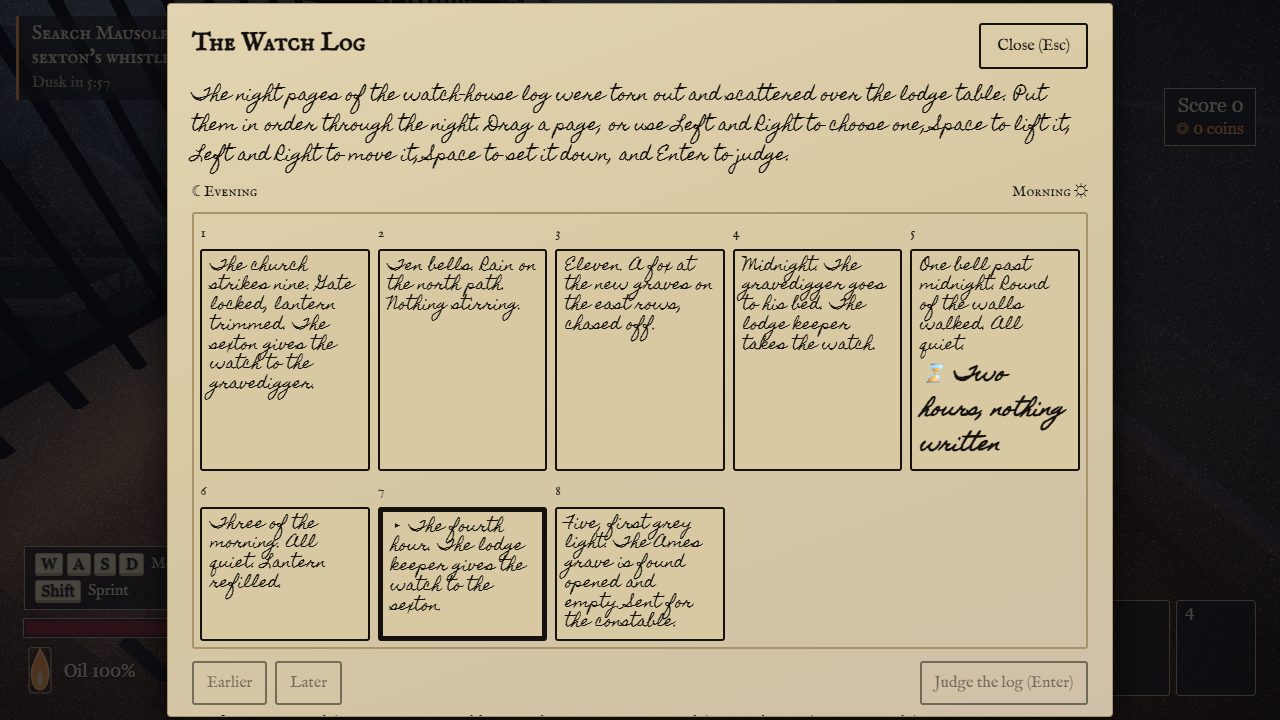 Search Mausole
sexton's whistle
Dusk in 5:57
Score 0
0 coins
W A S D
Shift Sprint
Oil 100%
4
The Watch Log
Close (Esc)
The night pages of the watch-house log were torn out and scattered over the lodge table. Put
them in order through the night. Drag a page, or use Left and Right to choose one, Space to lift it,
Left and Right to move it, Space to set it down, and Enter to judge.
☾ Evening
Morning ☼
1
The church
strikes nine. Gate
locked, lantern
trimmed. The
sexton gives the
watch to the
gravedigger.
2
Ten bells. Rain on
the north path.
Nothing stirring.
3
Eleven. A fox at
the new graves on
the east rows,
chased off.
4
Midnight. The
gravedigger goes
to his bed. The
lodge keeper
takes the watch.
5
One bell past
midnight. Round
of the walls
walked. All
quiet.
⌛ Two
hours, nothing
written
6
Three of the
morning. All
quiet. Lantern
refilled.
7
▸ The fourth
hour. The lodge
keeper gives the
watch to the
sexton.
8
Five, first grey
light. The Ames
grave is found
opened and
empty. Sent for
the constable.
Earlier
Later
Judge the log (Enter)